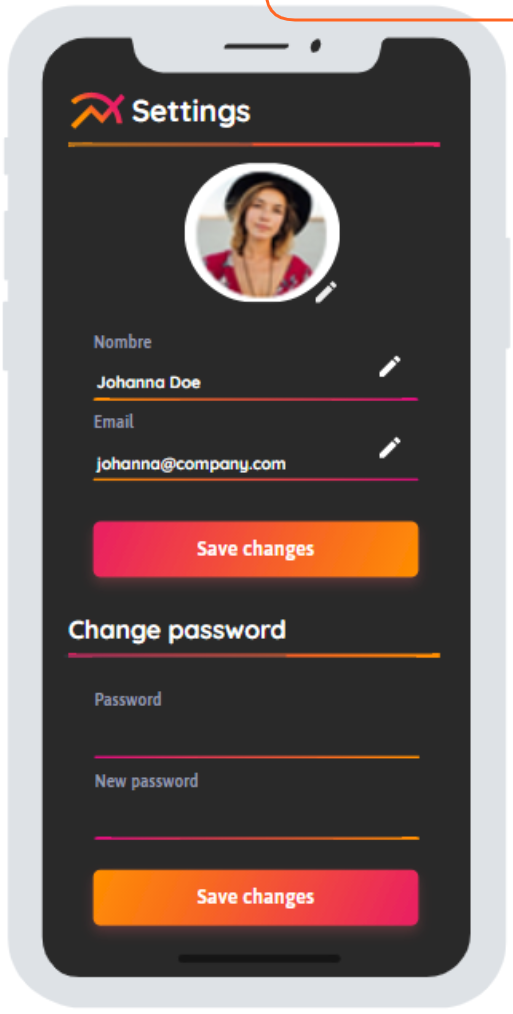 Settings
Nombre
Johanna Doe
Email
johanna@company.com
Save changes
Change password
Password
New password
Save changes